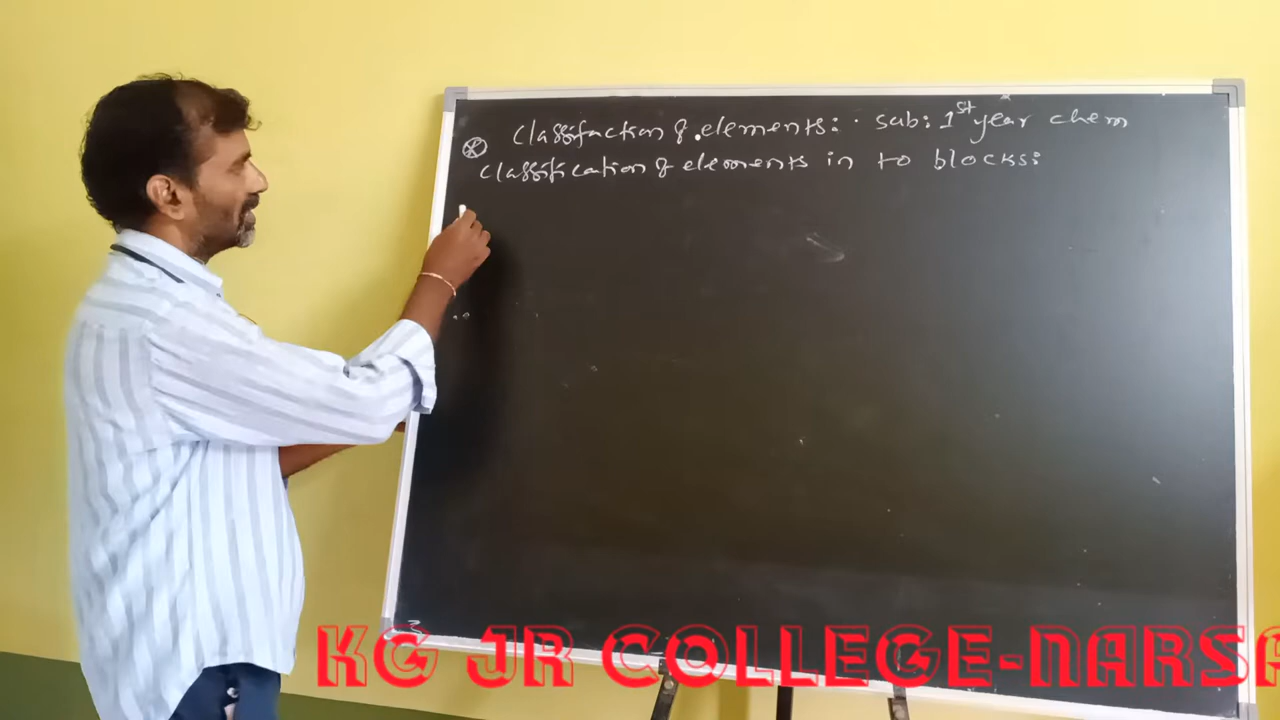 Classifaction of elements: sub: 1st year chem
Classification of elements in to blocks:
KG JR COLLEGE-NARSA